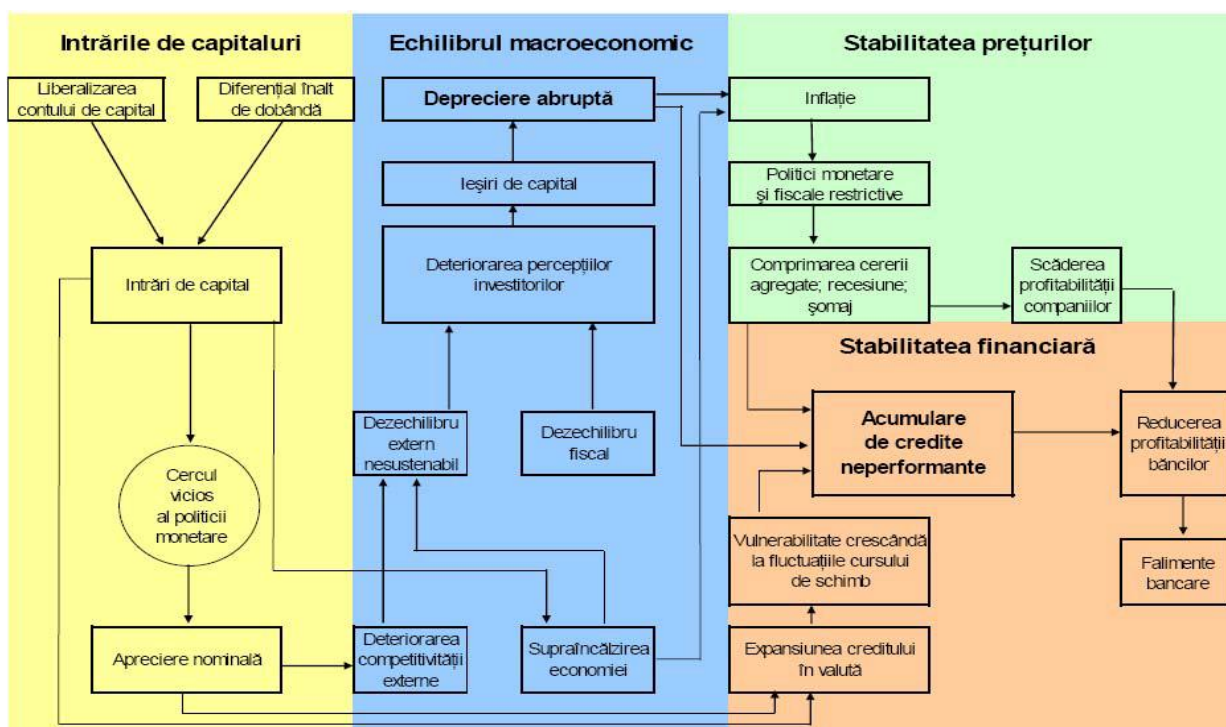 Intrările de capitaluri
Liberalizarea
contului de capital
Diferențial înalt
de dobândă
Intrări de capital
Cercul
vicios
al politicii
monetare
Apreciere nominală
Echilibrul macroeconomic
Depreciere abruptă
Ieşiri de capital
Deteriorarea percepțiilor
investitorilor
Dezechilibru
extern
nesustenabil
Dezechilibru
fiscal
Deteriorarea
competitivității
externe
Supraîncălzirea
economiei
Stabilitatea prețurilor
Inflație
Politici monetare
şi fiscale restrictive
Comprimarea cererii
agregate; recesiune;
şomaj
Scăderea
profitabilității
companiilor
Stabilitatea financiară
Acumulare
de credite
neperformante
Reducerea
profitabilității
băncilor
Vulnerabilitate crescândă
la fluctuațiile cursului
de schimb
Falimente
bancare
Expansiunea creditului
în valută